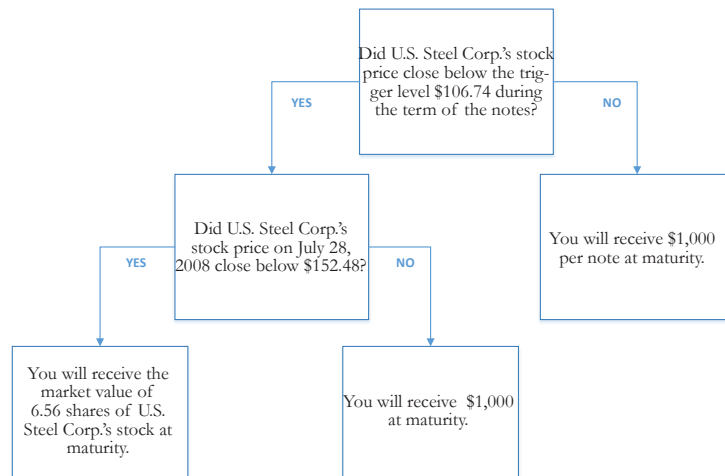 Did U.S. Steel Corp.'s stock
price close below the trig-
ger level $106.74 during
the term of the notes?
YES
NO
Did U.S. Steel Corp.'s
stock price on July 28,
2008 close below $152.48?
You will receive $1,000
per note at maturity.
YES
NO
You will receive the
market value of
6.56 shares of U.S.
Steel Corp.'s stock at
maturity.
You will receive $1,000
at maturity.